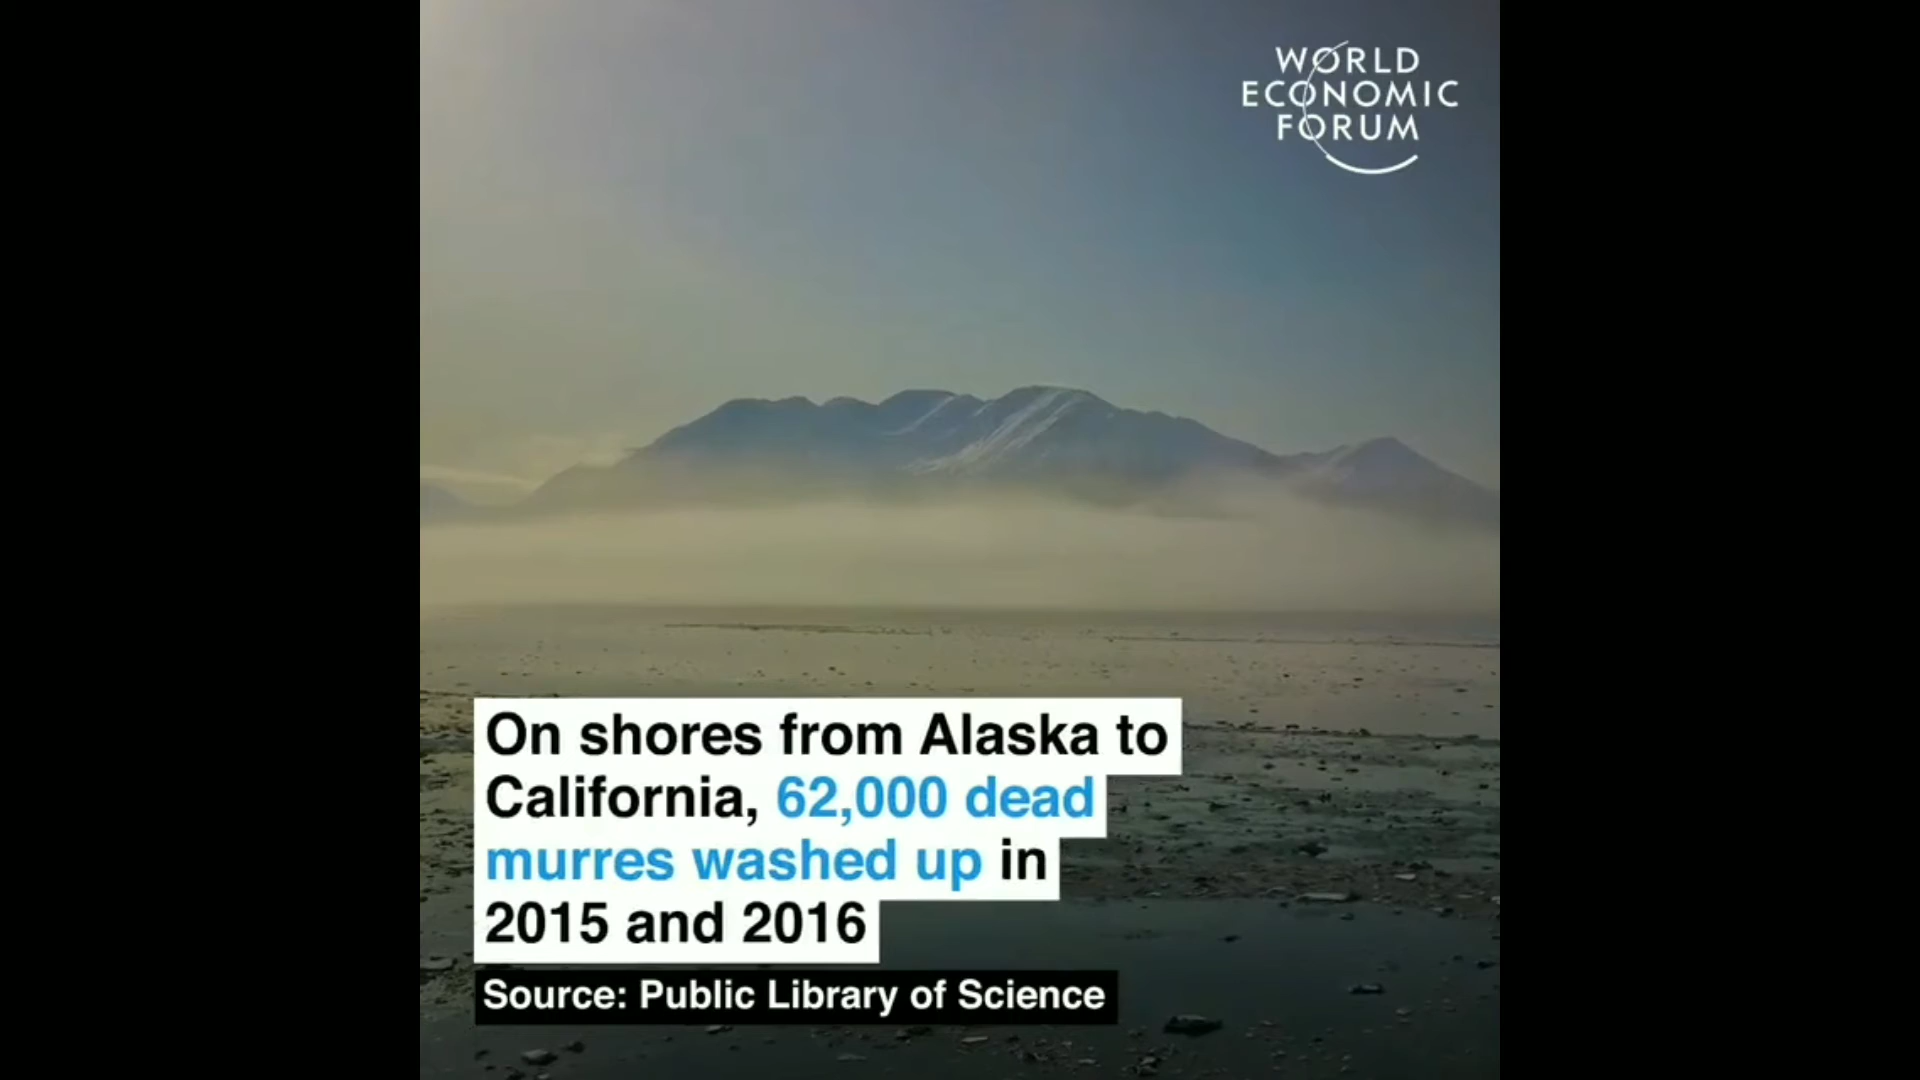 WORLD
ECONOMIC
FORUM
On shores from Alaska to
California, 62,000 dead
murres washed up in
2015 and 2016
Source: Public Library of Science